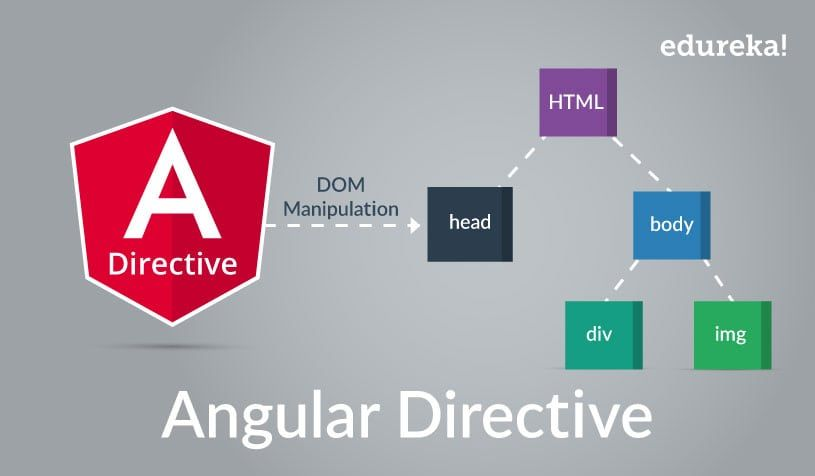 edureka!
HTML
DOM
Manipulation
head
body
A
Directive
div
img
Angular Directive